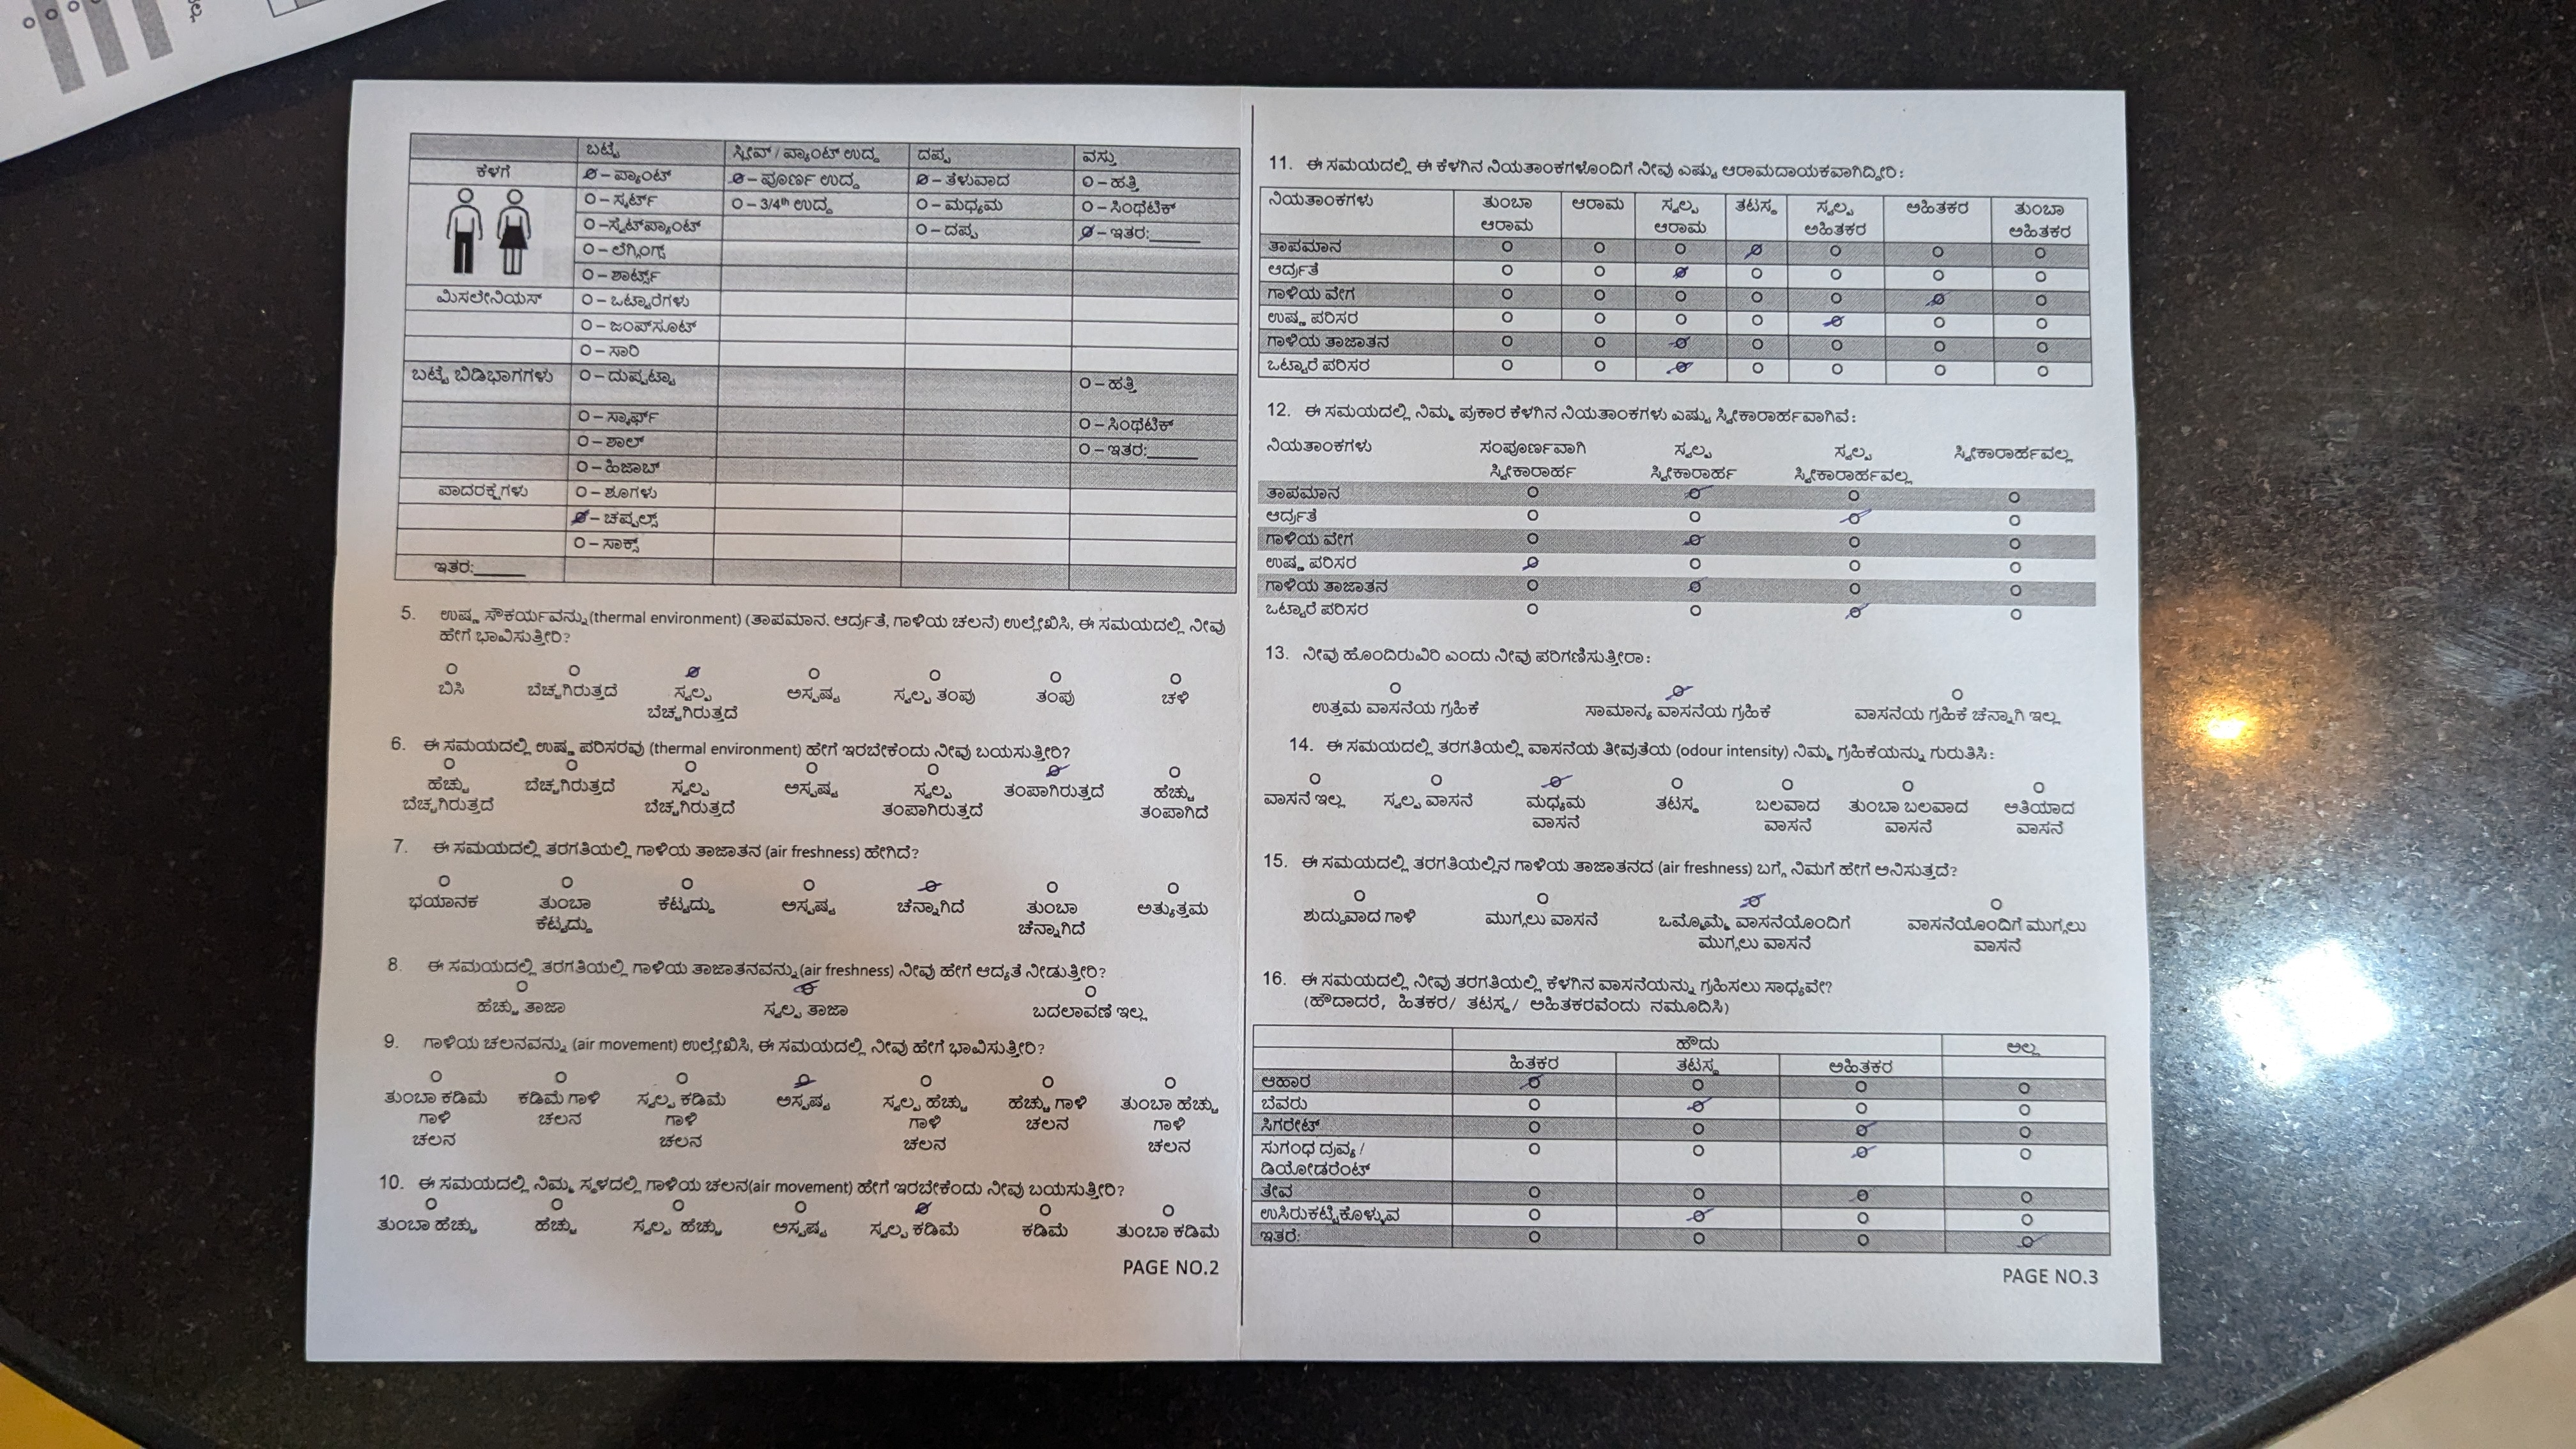 ಬಟ್ಟೆ ಸ್ಲೀವ್ / ಪ್ಯಾಂಟ್ ಉದ್ದ ದಪ್ಪ ವಸ್ತು
ಕೆಳಗೆ O – ಪ್ಯಾಂಟ್ O – ಪೂರ್ಣ ಉದ್ದ O – ತೆಳುವಾದ O – ಹತ್ತಿ
O – ಸ್ಕರ್ಟ್ O – 3/4th ಉದ್ದ O – ಮಧ್ಯಮ O – ಸಿಂಥೆಟಿಕ್
O –ಸ್ವೆಟ್‌ಪ್ಯಾಂಟ್ O – ದಪ್ಪ O – ಇತರ:______
O – ಲೆಗ್ಗಿಂಗ್ಸ್
O – ಶಾರ್ಟ್ಸ್
ಮಿಸಲೇನಿಯಸ್ O – ಒಟ್ಟಾರೆಗಳು
O – ಜಂಪ್‌ಸೂಟ್
O – ಸಾರಿ
ಬಟ್ಟೆ ಬಿಡಿಭಾಗಗಳು O – ದುಪ್ಪಟ್ಟಾ O – ಹತ್ತಿ
O – ಸ್ಕಾರ್ಫ್ O – ಸಿಂಥೆಟಿಕ್
O – ಶಾಲ್ O – ಇತರ:______
O – ಹಿಜಾಬ್
ಪಾದರಕ್ಷೆಗಳು O – ಶೂಗಳು
O – ಚಪ್ಪಲ್ಸ್
O – ಸಾಕ್ಸ್
ಇತರ:______
5. ಉಷ್ಣ ಸೌಕರ್ಯವನ್ನು (thermal environment) (ತಾಪಮಾನ. ಆರ್ದ್ರತೆ, ಗಾಳಿಯ ಚಲನೆ) ಉಲ್ಲೇಖಿಸಿ, ಈ ಸಮಯದಲ್ಲಿ ನೀವು
ಹೇಗೆ ಭಾವಿಸುತ್ತೀರಿ?
O O O O O O O
ಬಿಸಿ ಬೆಚ್ಚಗಿರುತ್ತದೆ ಸ್ವಲ್ಪ ಅಸ್ಪಷ್ಟ ಸ್ವಲ್ಪ ತಂಪು ತಂಪು ಚಳಿ
ಬೆಚ್ಚಗಿರುತ್ತದೆ
6. ಈ ಸಮಯದಲ್ಲಿ ಉಷ್ಣ ಪರಿಸರವು (thermal environment) ಹೇಗೆ ಇರಬೇಕೆಂದು ನೀವು ಬಯಸುತ್ತೀರಿ?
O O O O O O O
ಹೆಚ್ಚು ಬೆಚ್ಚಗಿರುತ್ತದೆ ಸ್ವಲ್ಪ ಅಸ್ಪಷ್ಟ ಸ್ವಲ್ಪ ತಂಪಾಗಿರುತ್ತದೆ ಹೆಚ್ಚು
ಬೆಚ್ಚಗಿರುತ್ತದೆ ಬೆಚ್ಚಗಿರುತ್ತದೆ ತಂಪಾಗಿರುತ್ತದೆ ತಂಪಾಗಿದೆ
7. ಈ ಸಮಯದಲ್ಲಿ ತರಗತಿಯಲ್ಲಿ ಗಾಳಿಯ ತಾಜಾತನ (air freshness) ಹೇಗಿದೆ?
O O O O O O O
ಭಯಾನಕ ತುಂಬಾ ಕೆಟ್ಟದ್ದು ಅಸ್ಪಷ್ಟ ಚೆನ್ನಾಗಿದೆ ತುಂಬಾ ಅತ್ಯುತ್ತಮ
ಕೆಟ್ಟದ್ದು ಚೆನ್ನಾಗಿದೆ
8. ಈ ಸಮಯದಲ್ಲಿ ತರಗತಿಯಲ್ಲಿ ಗಾಳಿಯ ತಾಜಾತನವನ್ನು (air freshness) ನೀವು ಹೇಗೆ ಆದ್ಯತೆ ನೀಡುತ್ತೀರಿ?
O O O
ಹೆಚ್ಚು ತಾಜಾ ಸ್ವಲ್ಪ ತಾಜಾ ಬದಲಾವಣೆ ಇಲ್ಲ
9. ಗಾಳಿಯ ಚಲನವನ್ನು (air movement) ಉಲ್ಲೇಖಿಸಿ, ಈ ಸಮಯದಲ್ಲಿ ನೀವು ಹೇಗೆ ಭಾವಿಸುತ್ತೀರಿ?
O O O O O O O
ತುಂಬಾ ಕಡಿಮೆ ಕಡಿಮೆ ಗಾಳಿ ಸ್ವಲ್ಪ ಕಡಿಮೆ ಅಸ್ಪಷ್ಟ ಸ್ವಲ್ಪ ಹೆಚ್ಚು ಹೆಚ್ಚು ಗಾಳಿ ತುಂಬಾ ಹೆಚ್ಚು
ಗಾಳಿ ಚಲನ ಗಾಳಿ ಗಾಳಿ ಚಲನ ಗಾಳಿ
ಚಲನ ಚಲನ ಚಲನ ಚಲನ
10. ಈ ಸಮಯದಲ್ಲಿ ನಿಮ್ಮ ಸ್ಥಳದಲ್ಲಿ ಗಾಳಿಯ ಚಲನ(air movement) ಹೇಗೆ ಇರಬೇಕೆಂದು ನೀವು ಬಯಸುತ್ತೀರಿ?
O O O O O O O
ತುಂಬಾ ಹೆಚ್ಚು ಹೆಚ್ಚು ಸ್ವಲ್ಪ ಹೆಚ್ಚು ಅಸ್ಪಷ್ಟ ಸ್ವಲ್ಪ ಕಡಿಮೆ ಕಡಿಮೆ ತುಂಬಾ ಕಡಿಮೆ
PAGE NO.2
11. ಈ ಸಮಯದಲ್ಲಿ ಈ ಕೆಳಗಿನ ನಿಯತಾಂಕಗಳೊಂದಿಗೆ ನೀವು ಎಷ್ಟು ಆರಾಮದಾಯಕವಾಗಿದ್ದೀರಿ:
ನಿಯತಾಂಕಗಳು ತುಂಬಾ ಆರಾಮ ಸ್ವಲ್ಪ ತಟಸ್ಥ ಸ್ವಲ್ಪ ಅಹಿತಕರ ತುಂಬಾ
ಆರಾಮ ಆರಾಮ ಅಹಿತಕರ ಅಹಿತಕರ
ತಾಪಮಾನ O O O O O O O
ಆರ್ದ್ರತೆ O O O O O O O
ಗಾಳಿಯ ವೇಗ O O O O O O O
ಉಷ್ಣ ಪರಿಸರ O O O O O O O
ಗಾಳಿಯ ತಾಜಾತನ O O O O O O O
ಒಟ್ಟಾರೆ ಪರಿಸರ O O O O O O O
12. ಈ ಸಮಯದಲ್ಲಿ ನಿಮ್ಮ ಪ್ರಕಾರ ಕೆಳಗಿನ ನಿಯತಾಂಕಗಳು ಎಷ್ಟು ಸ್ವೀಕಾರಾರ್ಹವಾಗಿವೆ:
ನಿಯತಾಂಕಗಳು ಸಂಪೂರ್ಣವಾಗಿ ಸ್ವಲ್ಪ ಸ್ವಲ್ಪ ಸ್ವೀಕಾರಾರ್ಹವಲ್ಲ
ಸ್ವೀಕಾರಾರ್ಹ ಸ್ವೀಕಾರಾರ್ಹ ಸ್ವೀಕಾರಾರ್ಹವಲ್ಲ
ತಾಪಮಾನ O O O O
ಆರ್ದ್ರತೆ O O O O
ಗಾಳಿಯ ವೇಗ O O O O
ಉಷ್ಣ ಪರಿಸರ O O O O
ಗಾಳಿಯ ತಾಜಾತನ O O O O
ಒಟ್ಟಾರೆ ಪರಿಸರ O O O O
13. ನೀವು ಹೊಂದಿರುವಿರಿ ಎಂದು ನೀವು ಪರಿಗಣಿಸುತ್ತೀರಾ:
O O O
ಉತ್ತಮ ವಾಸನೆಯ ಗ್ರಹಿಕೆ ಸಾಮಾನ್ಯ ವಾಸನೆಯ ಗ್ರಹಿಕೆ ವಾಸನೆಯ ಗ್ರಹಿಕೆ ಚೆನ್ನಾಗಿ ಇಲ್ಲ
14. ಈ ಸಮಯದಲ್ಲಿ ತರಗತಿಯಲ್ಲಿ ವಾಸನೆಯ ತೀವ್ರತೆಯ (odour intensity) ನಿಮ್ಮ ಗ್ರಹಿಕೆಯನ್ನು ಗುರುತಿಸಿ:
O O O O O O O
ವಾಸನೆ ಇಲ್ಲ ಸ್ವಲ್ಪ ವಾಸನೆ ಮಧ್ಯಮ ತಟಸ್ಥ ಬಲವಾದ ತುಂಬಾ ಬಲವಾದ ಅತಿಯಾದ
ವಾಸನೆ ವಾಸನೆ ವಾಸನೆ ವಾಸನೆ
15. ಈ ಸಮಯದಲ್ಲಿ ತರಗತಿಯಲ್ಲಿನ ಗಾಳಿಯ ತಾಜಾತನದ (air freshness) ಬಗ್ಗೆ ನಿಮಗೆ ಹೇಗೆ ಅನಿಸುತ್ತದೆ?
O O O O
ಶುದ್ಧವಾದ ಗಾಳಿ ಮುಗ್ಗಲು ವಾಸನೆ ಒಮ್ಮೊಮ್ಮೆ ವಾಸನೆಯೊಂದಿಗೆ ವಾಸನೆಯೊಂದಿಗೆ ಮುಗ್ಗಲು
ಮುಗ್ಗಲು ವಾಸನೆ ವಾಸನೆ
16. ಈ ಸಮಯದಲ್ಲಿ ನೀವು ತರಗತಿಯಲ್ಲಿ ಕೆಳಗಿನ ವಾಸನೆಯನ್ನು ಗ್ರಹಿಸಲು ಸಾಧ್ಯವೇ?
(ಹೌದಾದರೆ, ಹಿತಕರ/ ತಟಸ್ಥ/ ಅಹಿತಕರವೆಂದು ನಮೂದಿಸಿ)
ಹೌದು ಅಲ್ಲ
ಹಿತಕರ ತಟಸ್ಥ ಅಹಿತಕರ
ಆಹಾರ O O O O
ಬೆವರು O O O O
ಸಿಗರೇಟ್ O O O O
ಸುಗಂಧ ದ್ರವ್ಯ / O O O O
ಡಿಯೋಡರೆಂಟ್
ತೇವ O O O O
ಉಸಿರುಕಟ್ಟಿಕೊಳ್ಳುವ O O O O
ಇತರ: O O O O
PAGE NO.3